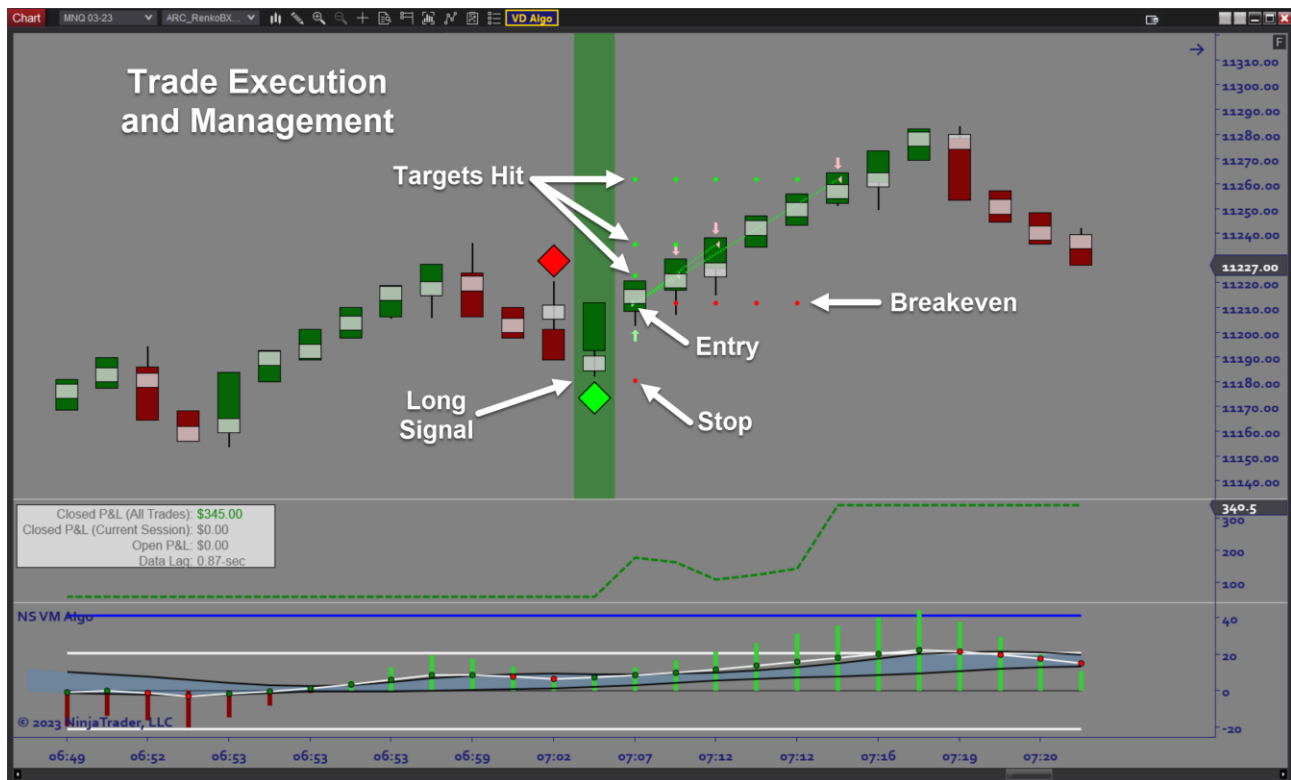 Chart
MNQ 03-23
ARC_RenkoBX...
VD Algo
F
Trade Execution
and Management
Targets Hit
Breakeven
Entry
Long
Signal
Stop
11310.00
11300.00
11290.00
11280.00
11270.00
11260.00
11250.00
11240.00
11227.00
11220.00
11210.00
11200.00
11190.00
11180.00
11170.00
11160.00
11150.00
11140.00
Closed P&L (All Trades): $345.00
Closed P&L (Current Session): $0.00
Open P&L: $0.00
Data Lag: 0.87-sec
340.5
300
200
100
NS VM Algo
40
20
0
-20
© 2023 NinjaTrader, LLC
06:49 06:52 06:53 06:53 06:53 06:59 07:02 07:07 07:12 07:12 07:16 07:19 07:20